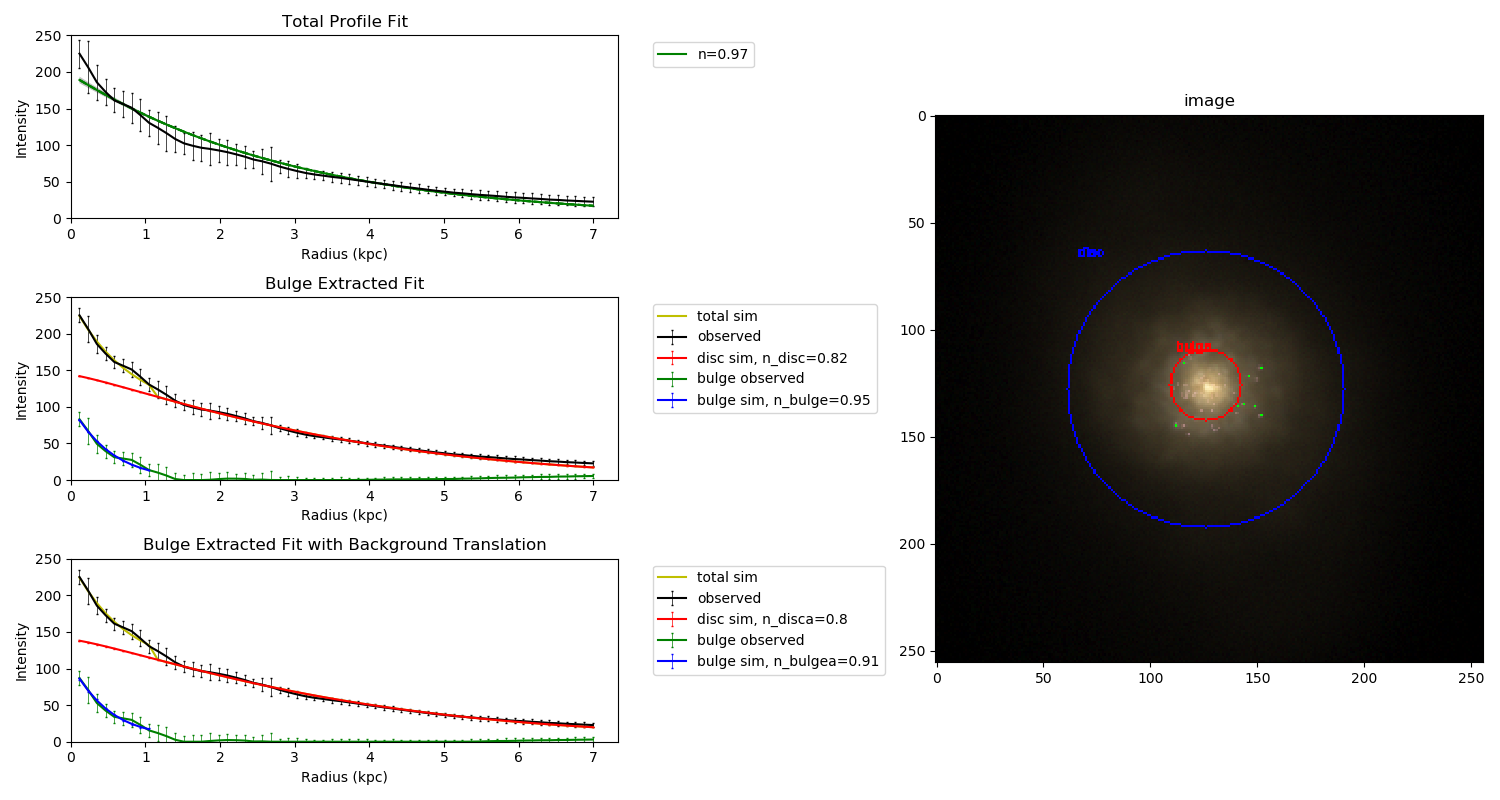 Total Profile Fit
250
200
150
100
50
0
Intensity
0 1 2 3 4 5 6 7
Radius (kpc)
n=0.97
Bulge Extracted Fit
250
200
150
100
50
0
Intensity
0 1 2 3 4 5 6 7
Radius (kpc)
total sim
observed
disc sim, n_disc=0.82
bulge observed
bulge sim, n_bulge=0.95
Bulge Extracted Fit with Background Translation
250
200
150
100
50
0
Intensity
0 1 2 3 4 5 6 7
Radius (kpc)
total sim
observed
disc sim, n_disca=0.8
bulge observed
bulge sim, n_bulgea=0.91
image
0
50
100
150
200
250
0 50 100 150 200 250
bulge